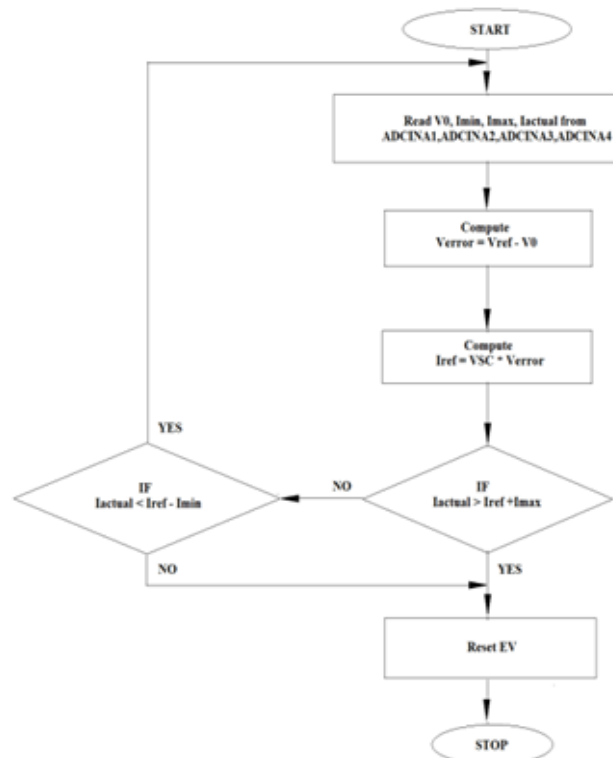 START
Read V0, Imin, Imax, Iactual from
ADCINA1,ADCINA2,ADCINA3,ADCINA4
Compute
Verror = Vref - V0
Compute
Iref = VSC * Verror
YES
IF
Iactual < Iref - Imin
NO
IF
Iactual > Iref +Imax
NO
YES
Reset EV
STOP